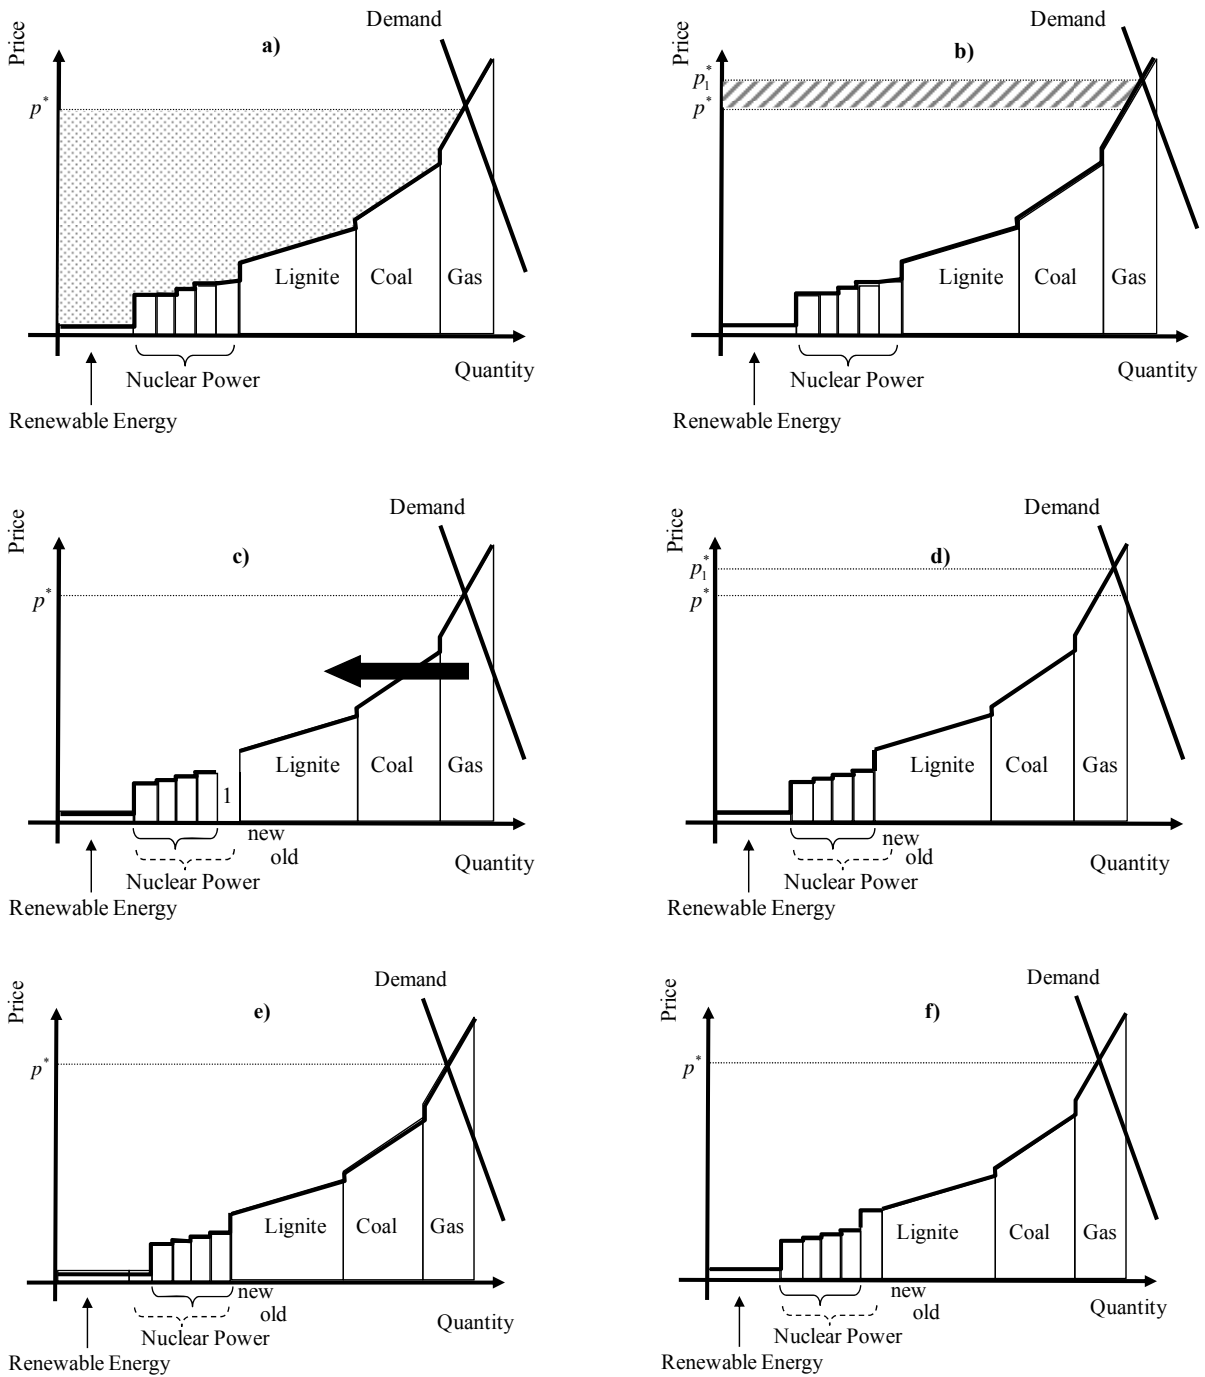 Demand
Price
a)
p*
Lignite
Coal
Gas
Nuclear Power
Quantity
Renewable Energy
Demand
Price
b)
p₁*
p*
Lignite
Coal
Gas
Nuclear Power
Quantity
Renewable Energy
Demand
Price
c)
p*
Lignite
Coal
Gas
1
new
old
Nuclear Power
Quantity
Renewable Energy
Demand
Price
d)
p₁*
p*
Lignite
Coal
Gas
new
old
Nuclear Power
Quantity
Renewable Energy
Demand
Price
e)
p*
Lignite
Coal
Gas
new
old
Nuclear Power
Quantity
Renewable Energy
Demand
Price
f)
p*
Lignite
Coal
Gas
new
old
Nuclear Power
Quantity
Renewable Energy